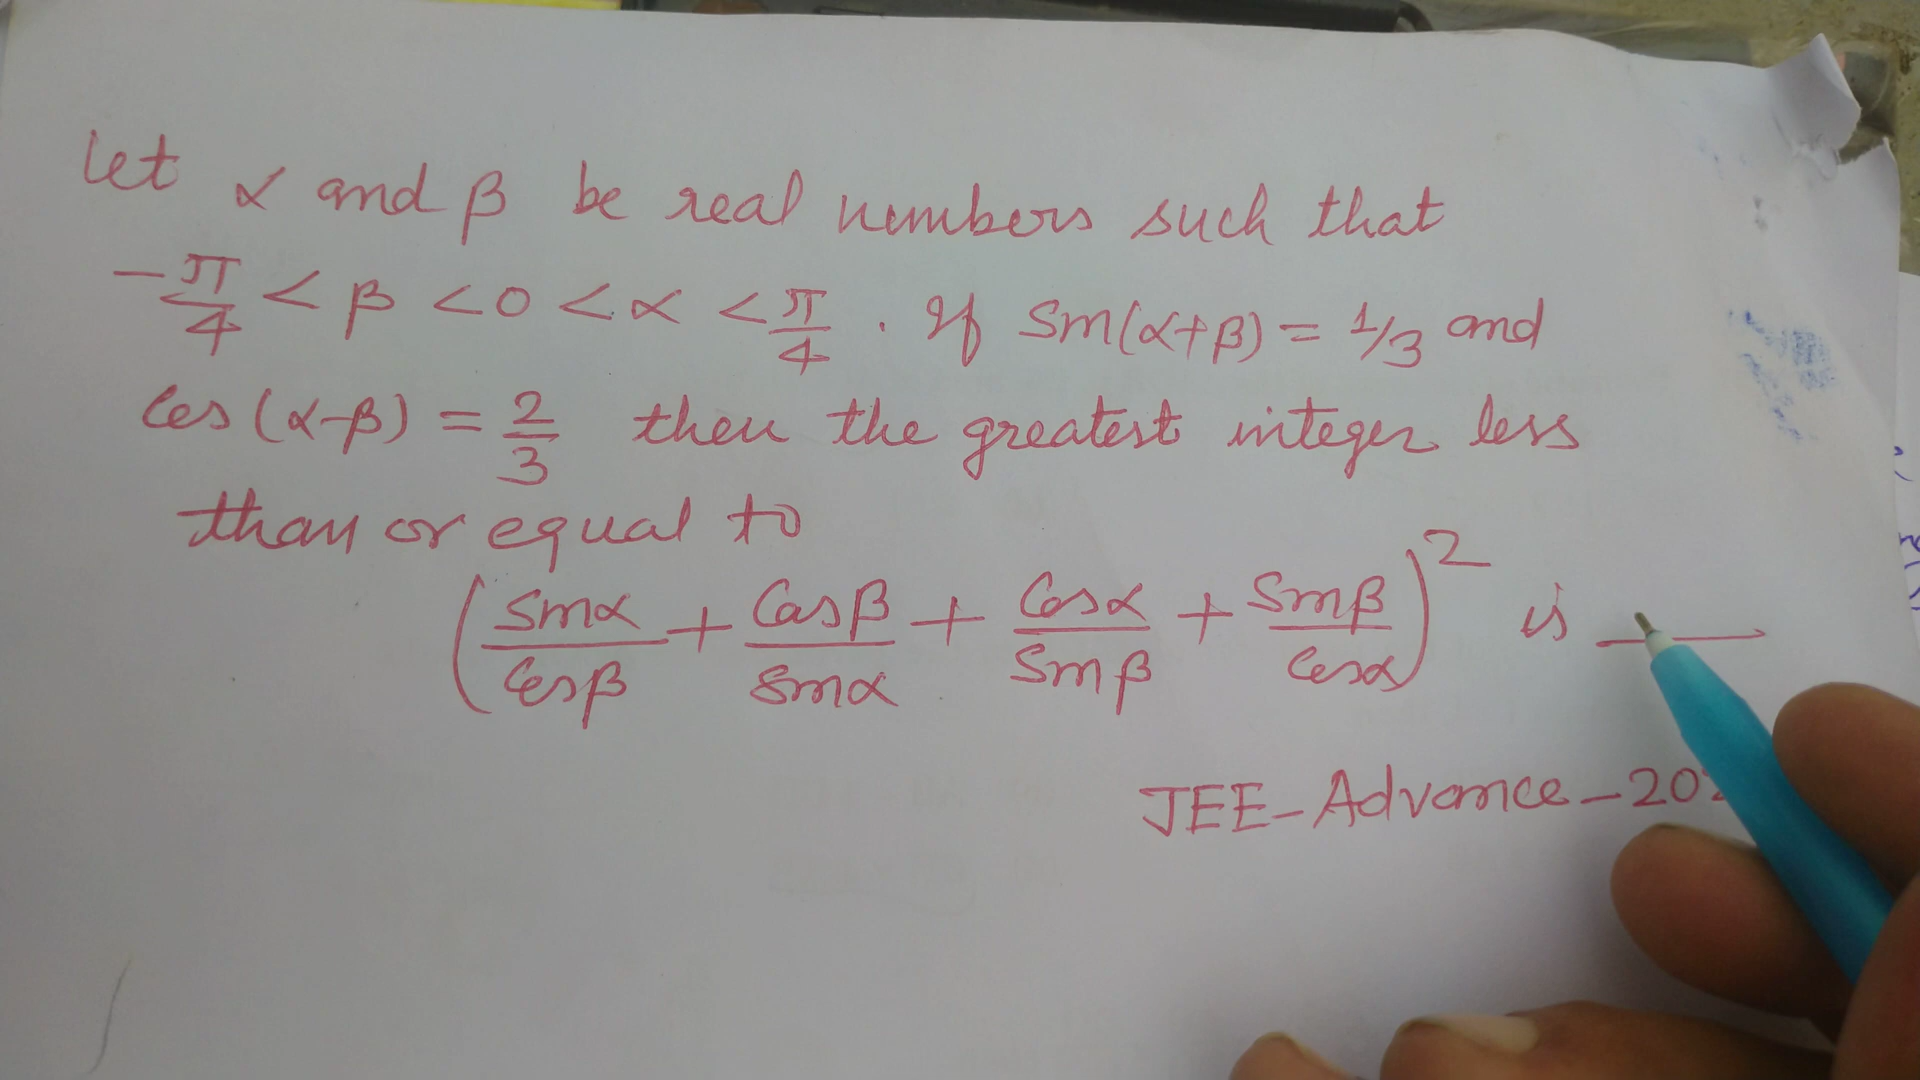 Let α and β be real numbers such that
-π/4 < β < 0 < α < π/4 . If Sin(α+β) = 1/3 and
Cos(α-β) = 2/3 then the greatest integer less
than or equal to
(Sinα/Cosβ + Cosβ/Sinα + Cosα/Sinβ + Sinβ/Cosα)² is ___
JEE-Advance-202